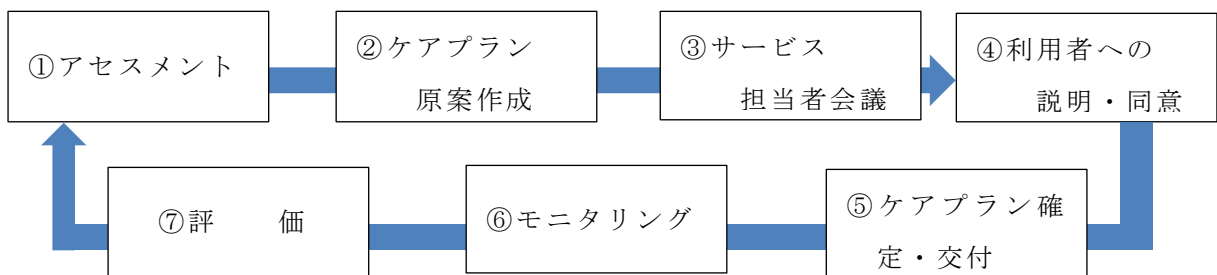 ①アセスメント
②ケアプラン
原案作成
③サービス
担当者会議
④利用者への
説明・同意
⑤ケアプラン確
定・交付
⑥モニタリング
⑦評　　価